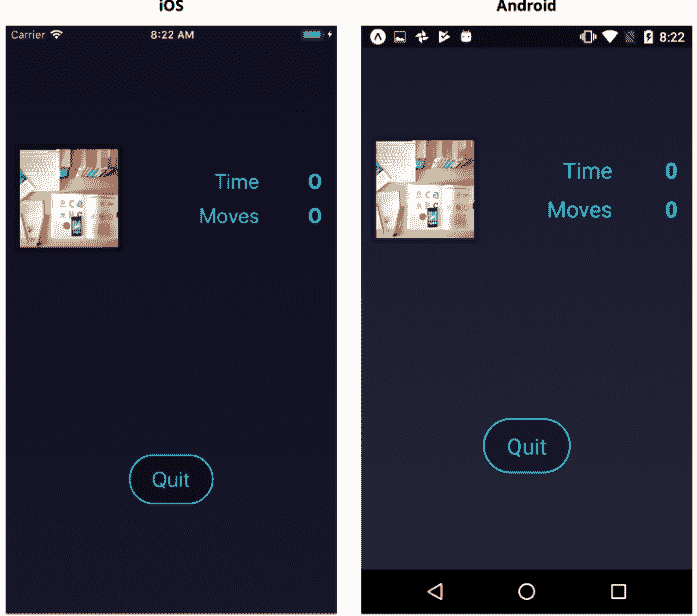 iOS
Android
Carrier
8:22 AM
8:22
Time 0
Moves 0
Time 0
Moves 0
Quit
Quit